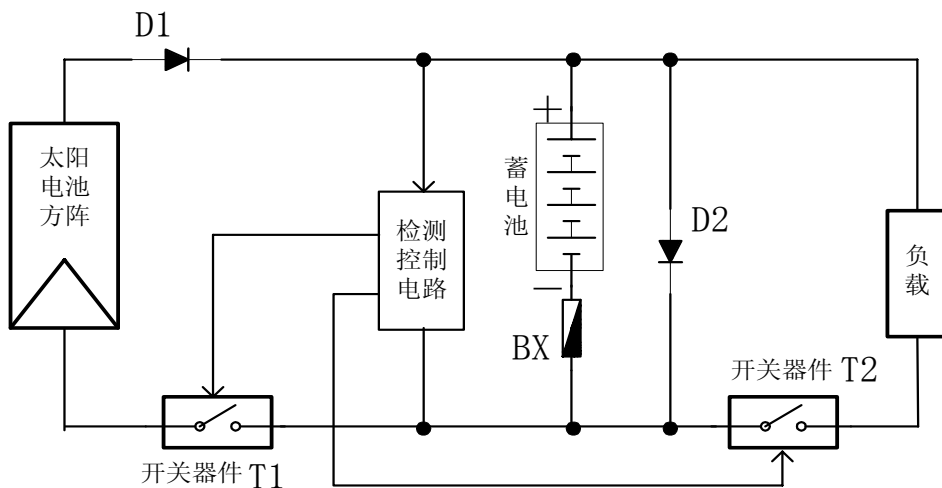 D1
太阳
电池
方阵
检测
控制
电路
+
蓄
电
池
—
BX
D2
负
载
开关器件 T1
开关器件 T2